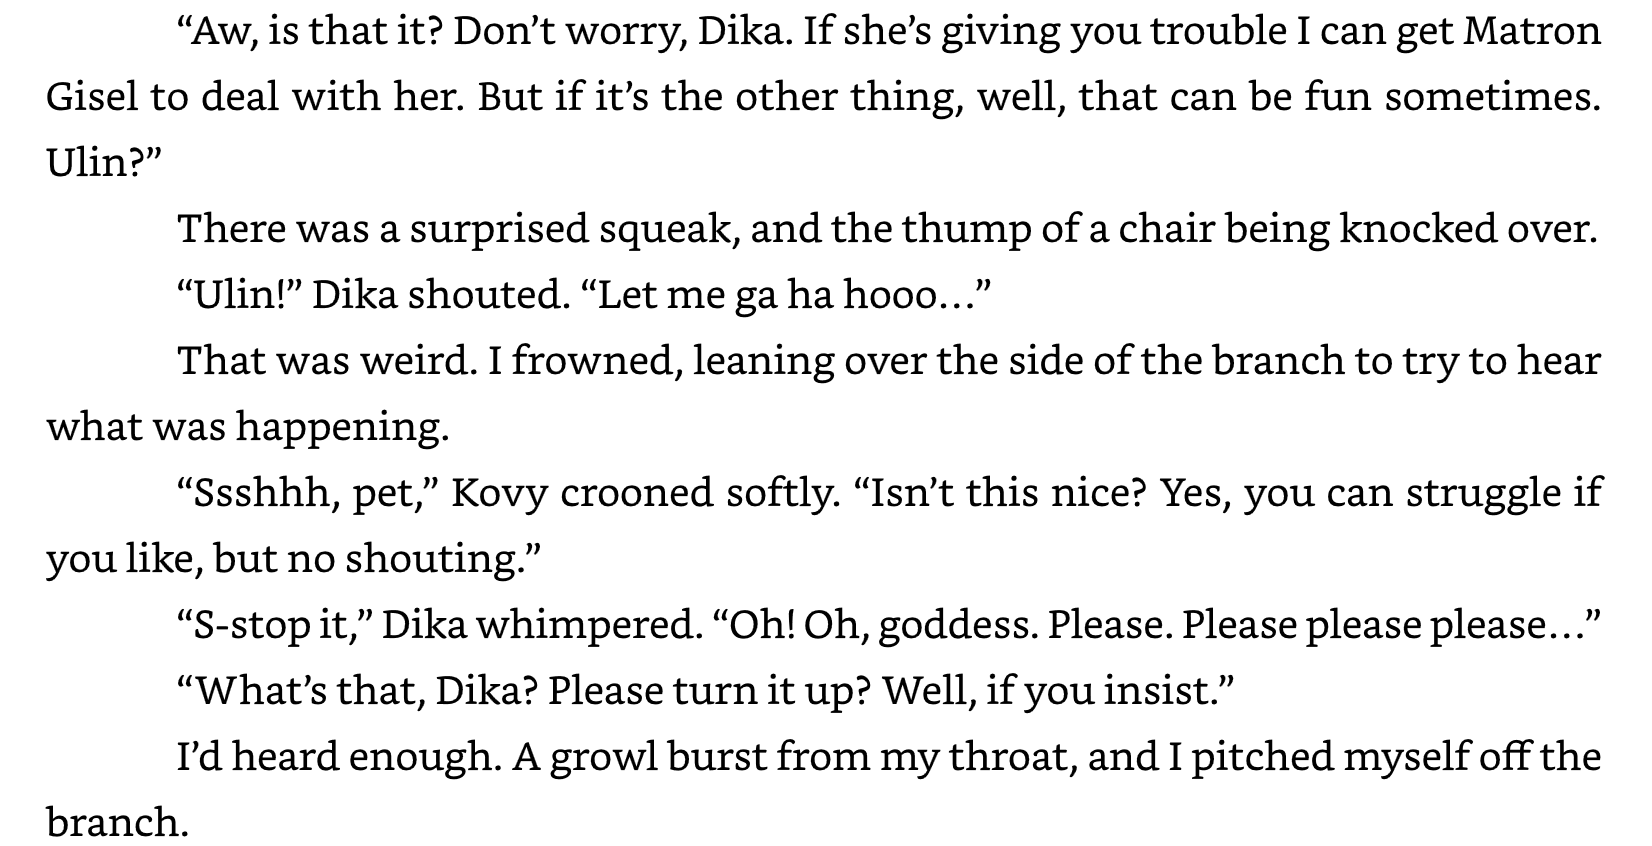 “Aw, is that it? Don’t worry, Dika. If she’s giving you trouble I can get Matron
Gisel to deal with her. But if it’s the other thing, well, that can be fun sometimes.
Ulin?”
There was a surprised squeak, and the thump of a chair being knocked over.
“Ulin!” Dika shouted. “Let me ga ha hooo…”
That was weird. I frowned, leaning over the side of the branch to try to hear
what was happening.
“Ssshhh, pet,” Kovy crooned softly. “Isn’t this nice? Yes, you can struggle if
you like, but no shouting.”
“S-stop it,” Dika whimpered. “Oh! Oh, goddess. Please. Please please please…”
“What’s that, Dika? Please turn it up? Well, if you insist.”
I’d heard enough. A growl burst from my throat, and I pitched myself off the
branch.